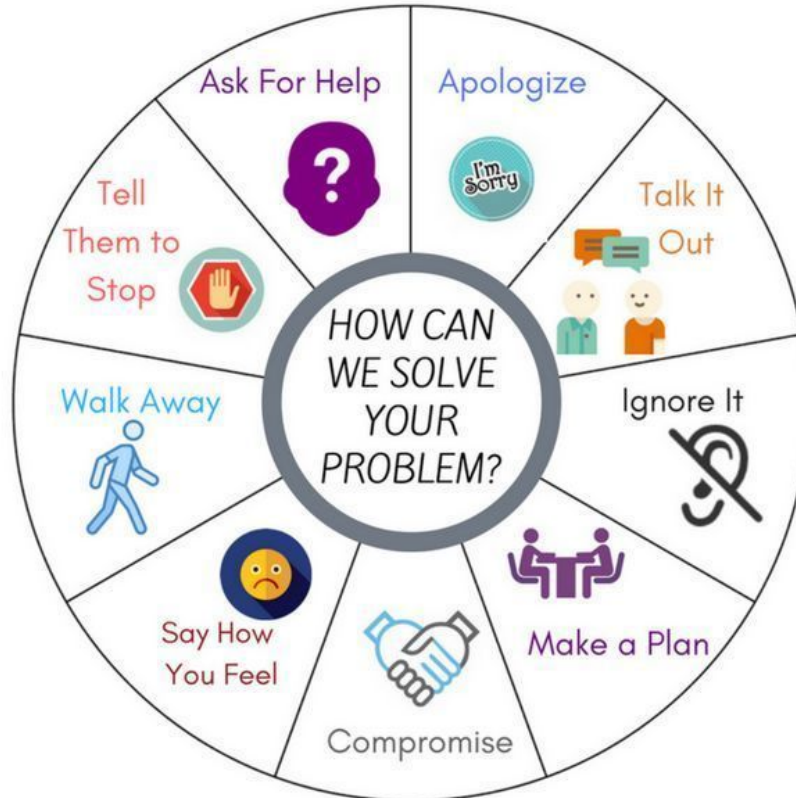 HOW CAN
WE SOLVE
YOUR
PROBLEM?
Ask For Help
Apologize
I'm
Sorry
Talk It
Out
Ignore It
Make a Plan
Compromise
Say How
You Feel
Walk Away
Tell
Them to
Stop
?